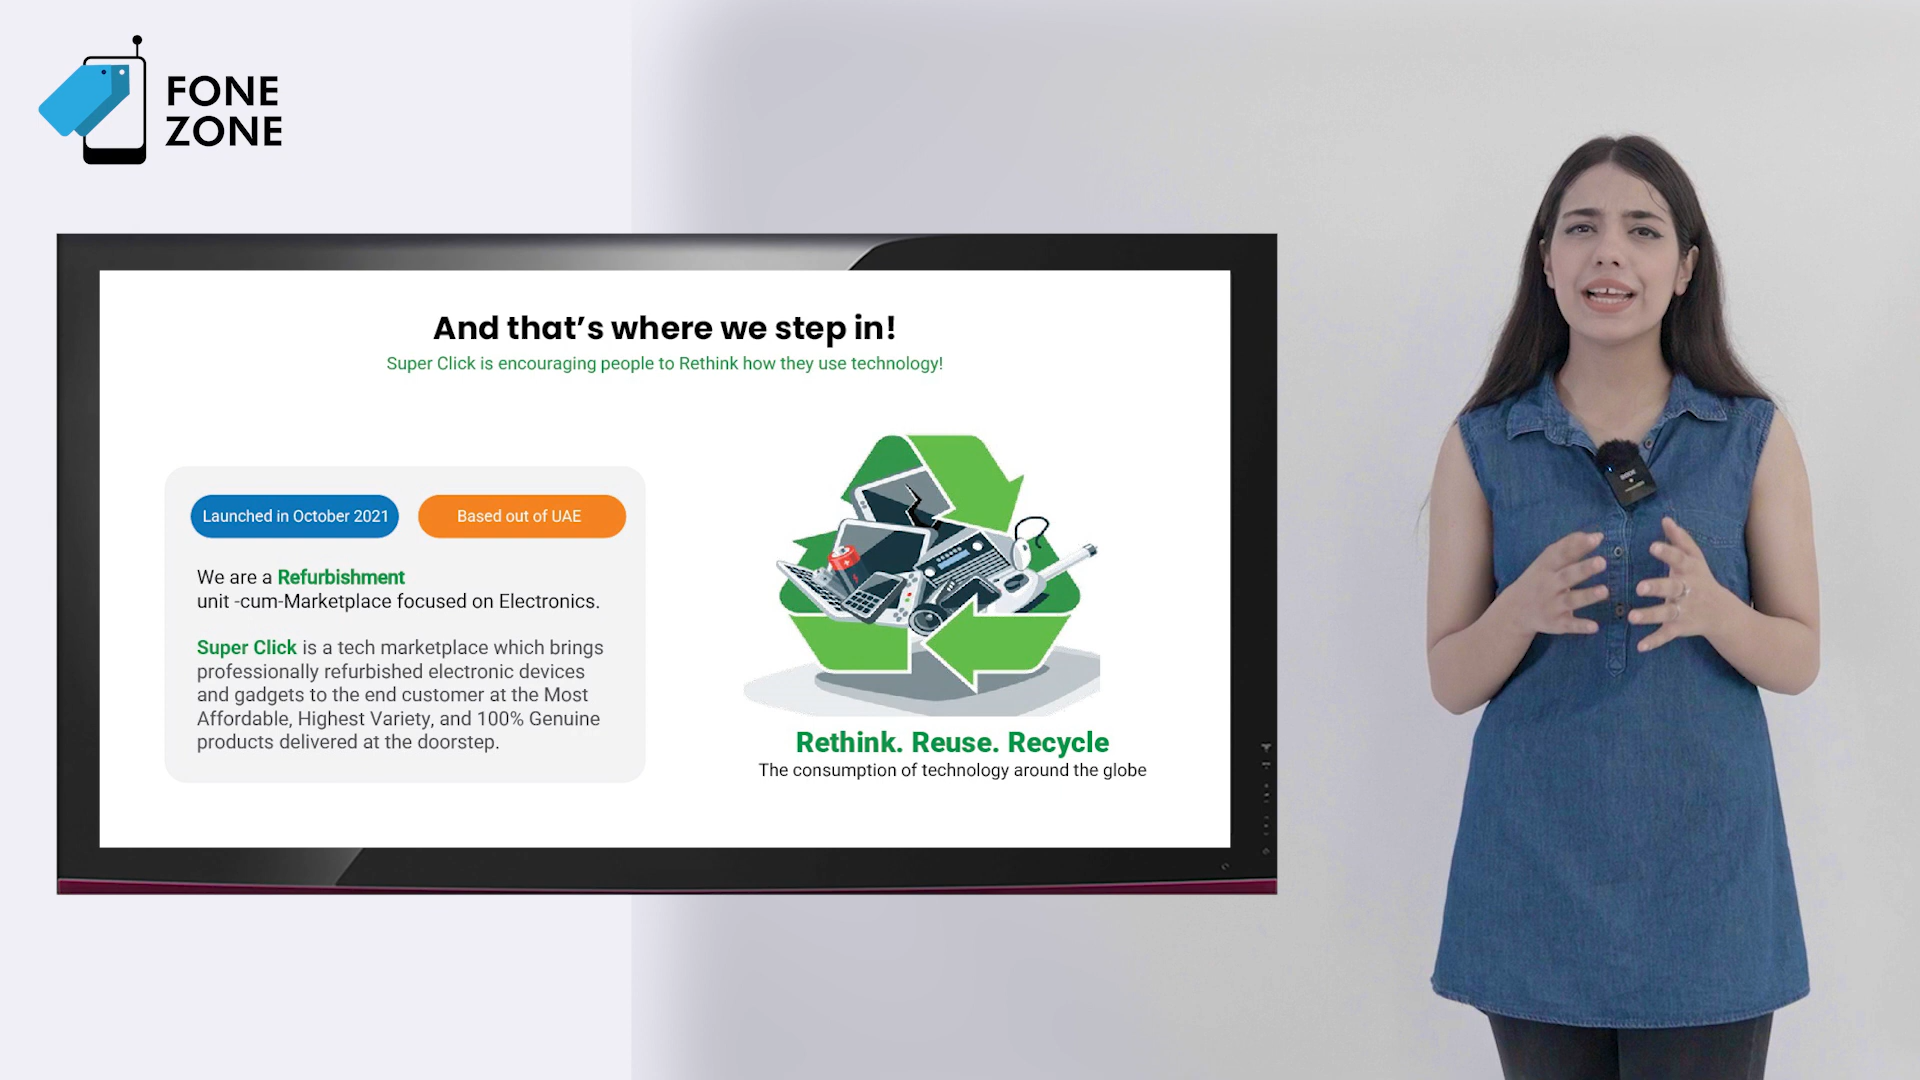 FONE
ZONE
And that’s where we step in!
Super Click is encouraging people to Rethink how they use technology!
Launched in October 2021
Based out of UAE
We are a Refurbishment
unit -cum-Marketplace focused on Electronics.
Super Click is a tech marketplace which brings
professionally refurbished electronic devices
and gadgets to the end customer at the Most
Affordable, Highest Variety, and 100% Genuine
products delivered at the doorstep.
Rethink. Reuse. Recycle
The consumption of technology around the globe